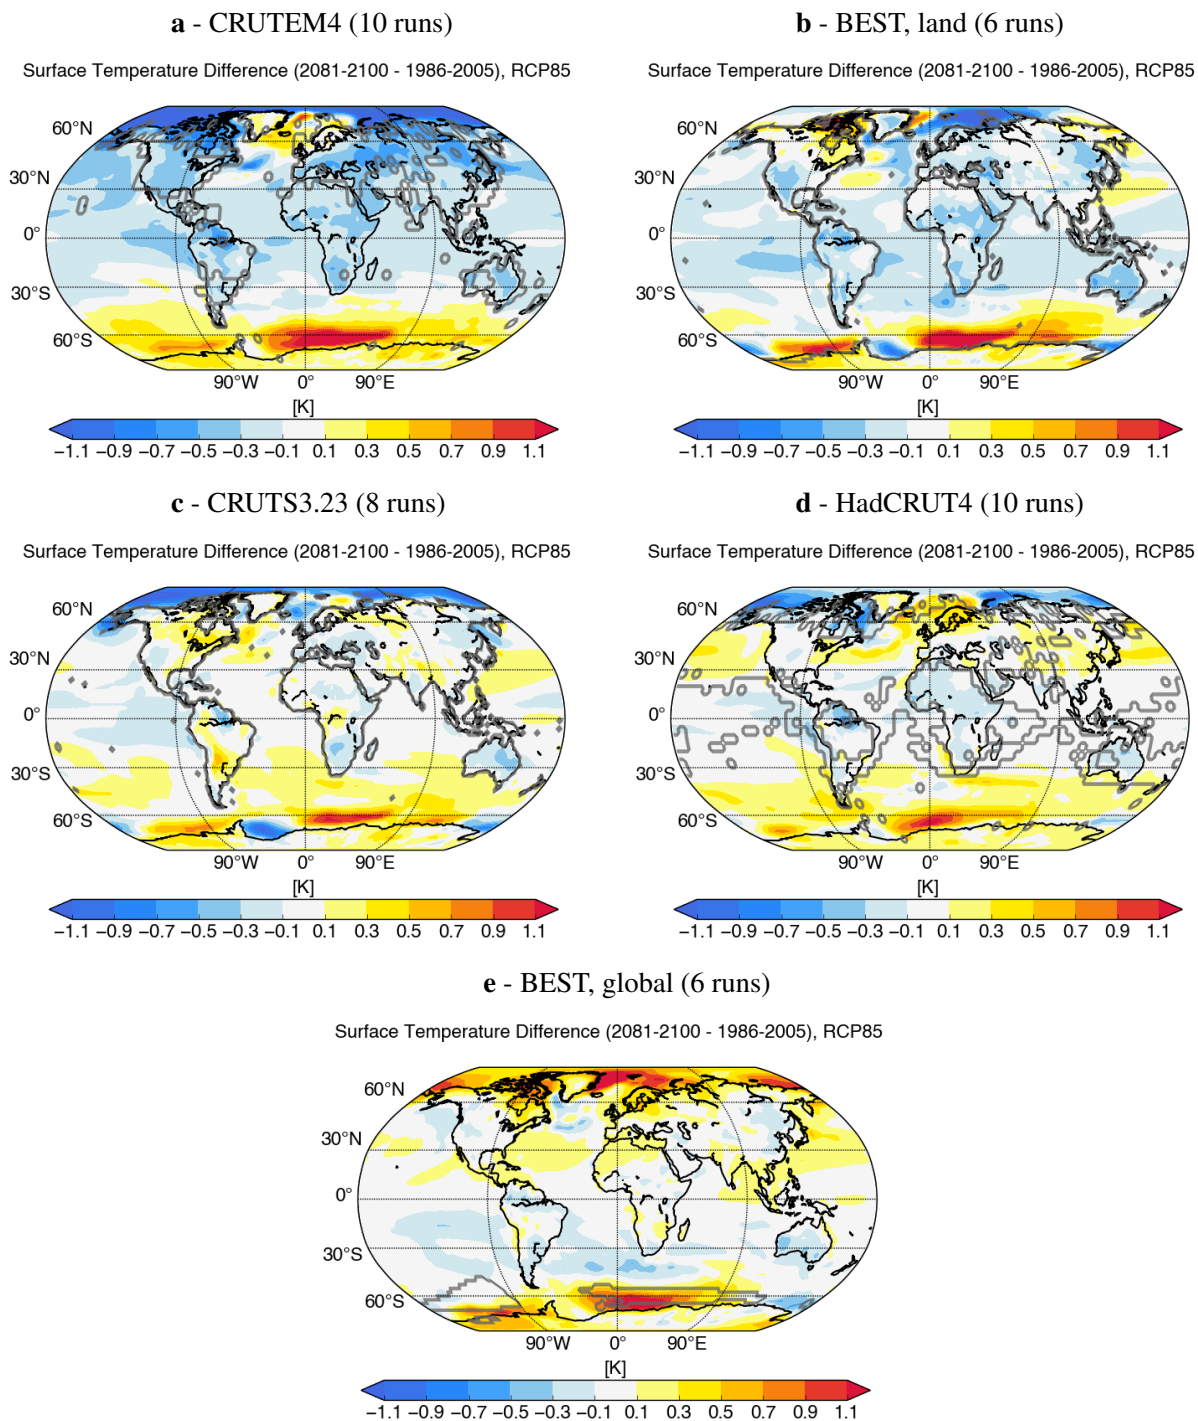 a - CRUTEM4 (10 runs)
Surface Temperature Difference (2081-2100 - 1986-2005), RCP85
60°N
30°N
0°
30°S
60°S
90°W 0° 90°E
[K]
−1.1 −0.9 −0.7 −0.5 −0.3 −0.1 0.1 0.3 0.5 0.7 0.9 1.1
b - BEST, land (6 runs)
Surface Temperature Difference (2081-2100 - 1986-2005), RCP85
60°N
30°N
0°
30°S
60°S
90°W 0° 90°E
[K]
−1.1 −0.9 −0.7 −0.5 −0.3 −0.1 0.1 0.3 0.5 0.7 0.9 1.1
c - CRUTS3.23 (8 runs)
Surface Temperature Difference (2081-2100 - 1986-2005), RCP85
60°N
30°N
0°
30°S
60°S
90°W 0° 90°E
[K]
−1.1 −0.9 −0.7 −0.5 −0.3 −0.1 0.1 0.3 0.5 0.7 0.9 1.1
d - HadCRUT4 (10 runs)
Surface Temperature Difference (2081-2100 - 1986-2005), RCP85
60°N
30°N
0°
30°S
60°S
90°W 0° 90°E
[K]
−1.1 −0.9 −0.7 −0.5 −0.3 −0.1 0.1 0.3 0.5 0.7 0.9 1.1
e - BEST, global (6 runs)
Surface Temperature Difference (2081-2100 - 1986-2005), RCP85
60°N
30°N
0°
30°S
60°S
90°W 0° 90°E
[K]
−1.1 −0.9 −0.7 −0.5 −0.3 −0.1 0.1 0.3 0.5 0.7 0.9 1.1